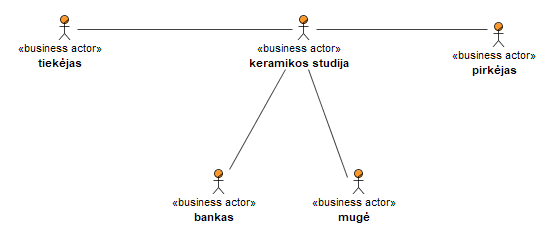 «business actor»
tiekėjas
«business actor»
keramikos studija
«business actor»
pirkėjas
«business actor»
bankas
«business actor»
mugė